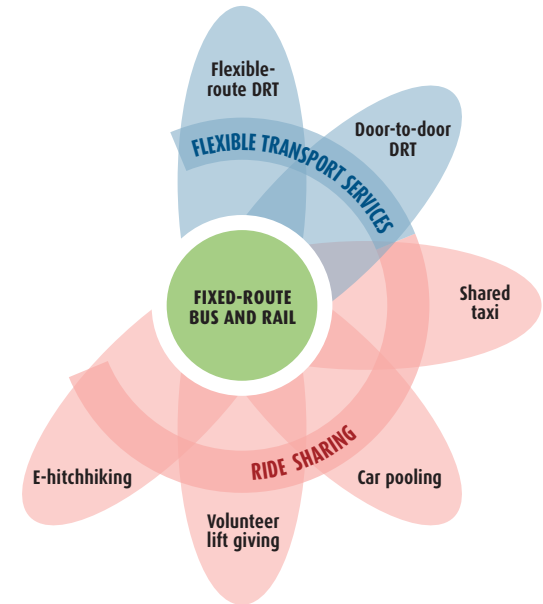 Flexible-
route DRT
Door-to-door
DRT
FLEXIBLE TRANSPORT SERVICES
FIXED-ROUTE
BUS AND RAIL
Shared
taxi
RIDE SHARING
Car pooling
E-hitchhiking
Volunteer
lift giving